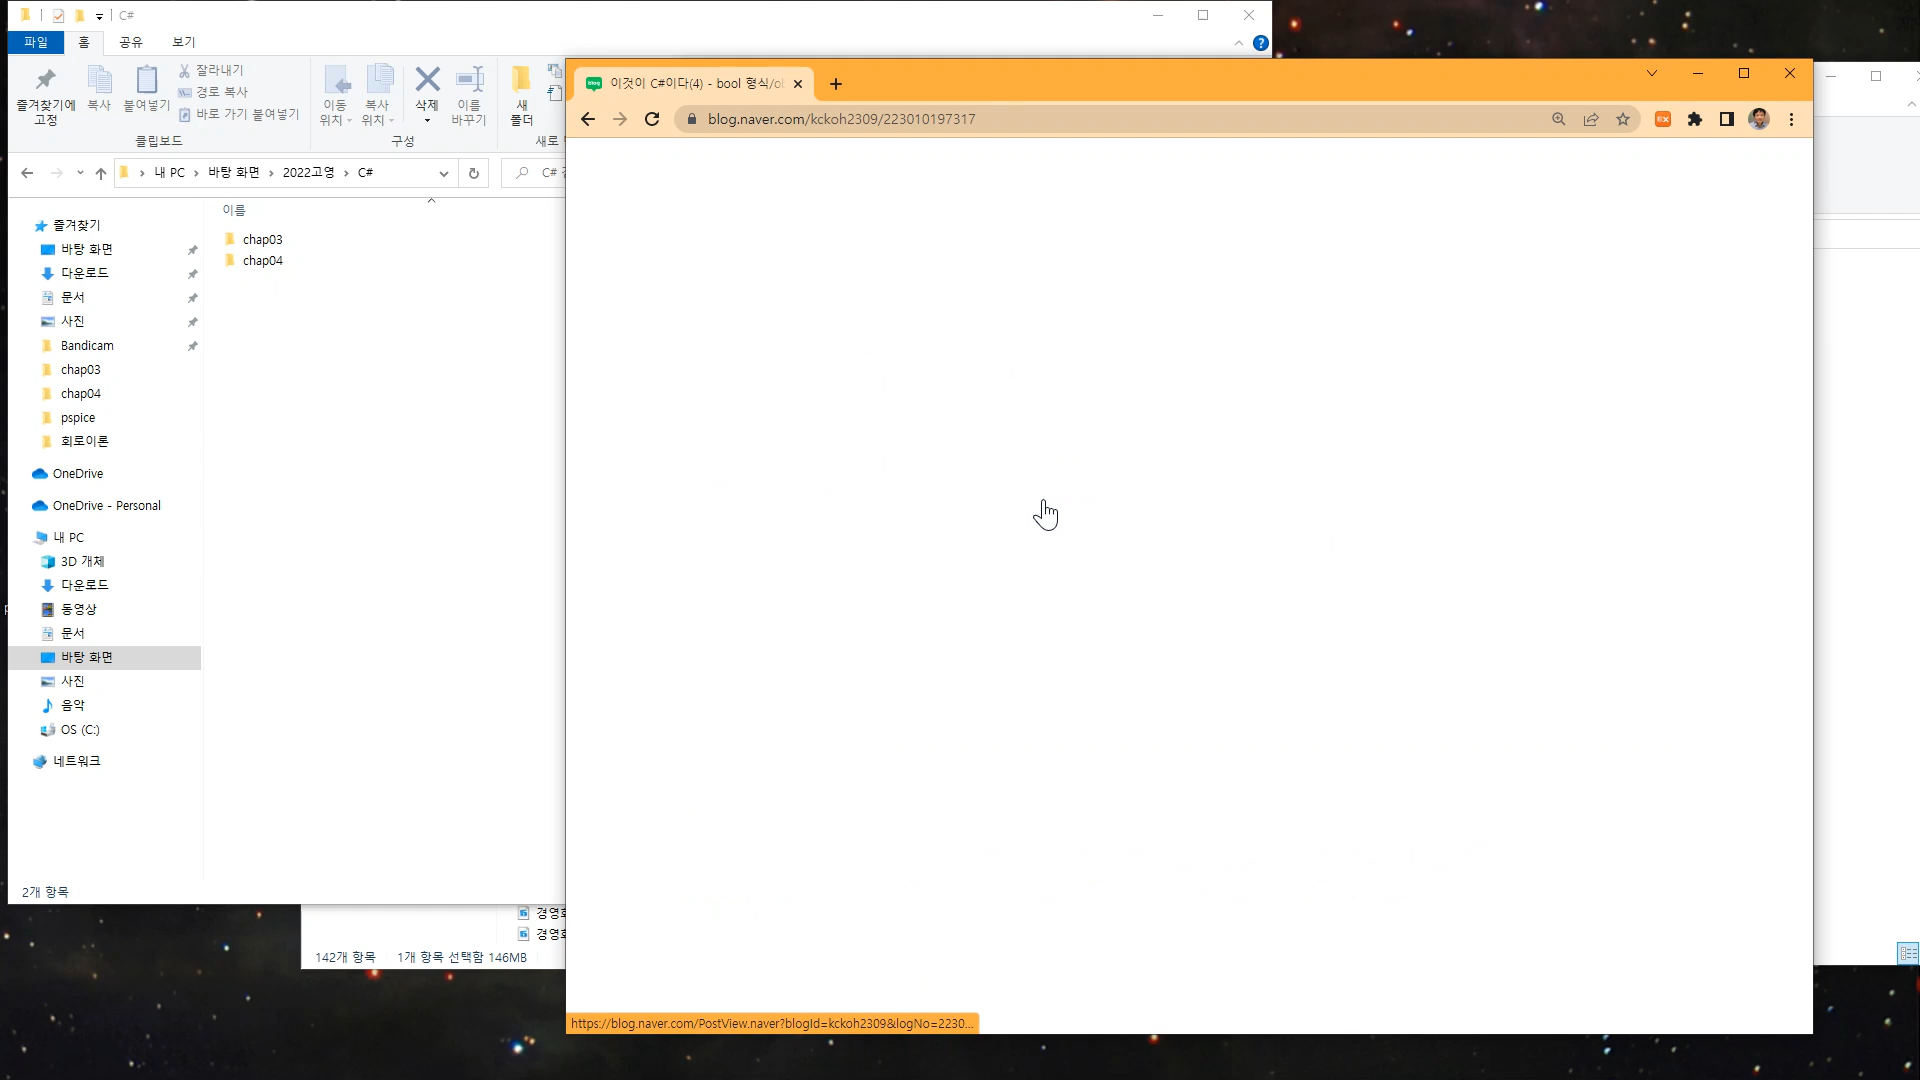 C#
파일
홈
공유
보기
즐겨찾기에
고정
복사
붙여넣기
잘라내기
경로 복사
바로 가기 붙여넣기
클립보드
이동
위치
복사
위치
삭제
이름
바꾸기
구성
새
폴더
새로
내 PC
바탕 화면
2022고영
C#
C#
이름
chap03
chap04
즐겨찾기
바탕 화면
다운로드
문서
사진
Bandicam
chap03
chap04
pspice
회로이론
OneDrive
OneDrive - Personal
내 PC
3D 개체
다운로드
동영상
문서
바탕 화면
사진
음악
OS (C:)
네트워크
2개 항목
142개 항목
1개 항목 선택함 146MB
이것이 C#이다(4) - bool 형식/ol
blog.naver.com/kckoh2309/223010197317
https://blog.naver.com/PostView.naver?blogId=kckoh2309&logNo=2230...